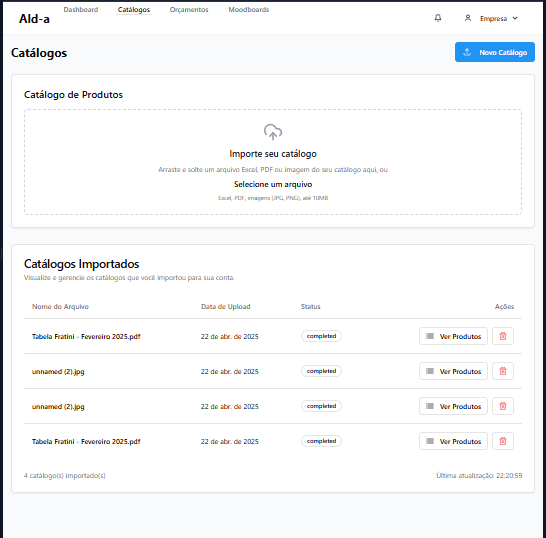 Ald-a
Dashboard
Catálogos
Orçamentos
Moodboards
Empresa
Catálogos
Novo Catálogo
Catálogo de Produtos
Importe seu catálogo
Arraste e solte um arquivo Excel, PDF ou imagem do seu catálogo aqui, ou
Selecione um arquivo
Excel, PDF, imagens (JPG, PNG), até 10MB
Catálogos Importados
Visualize e gerencie os catálogos que você importou para sua conta.
Nome do Arquivo Data de Upload Status Ações
Tabela Fratini - Fevereiro 2025.pdf 22 de abr. de 2025 completed Ver Produtos
unnamed (2).jpg 22 de abr. de 2025 completed Ver Produtos
unnamed (2).jpg 22 de abr. de 2025 completed Ver Produtos
Tabela Fratini - Fevereiro 2025.pdf 22 de abr. de 2025 completed Ver Produtos
4 catálogo(s) importado(s) Última atualização: 22:20:59